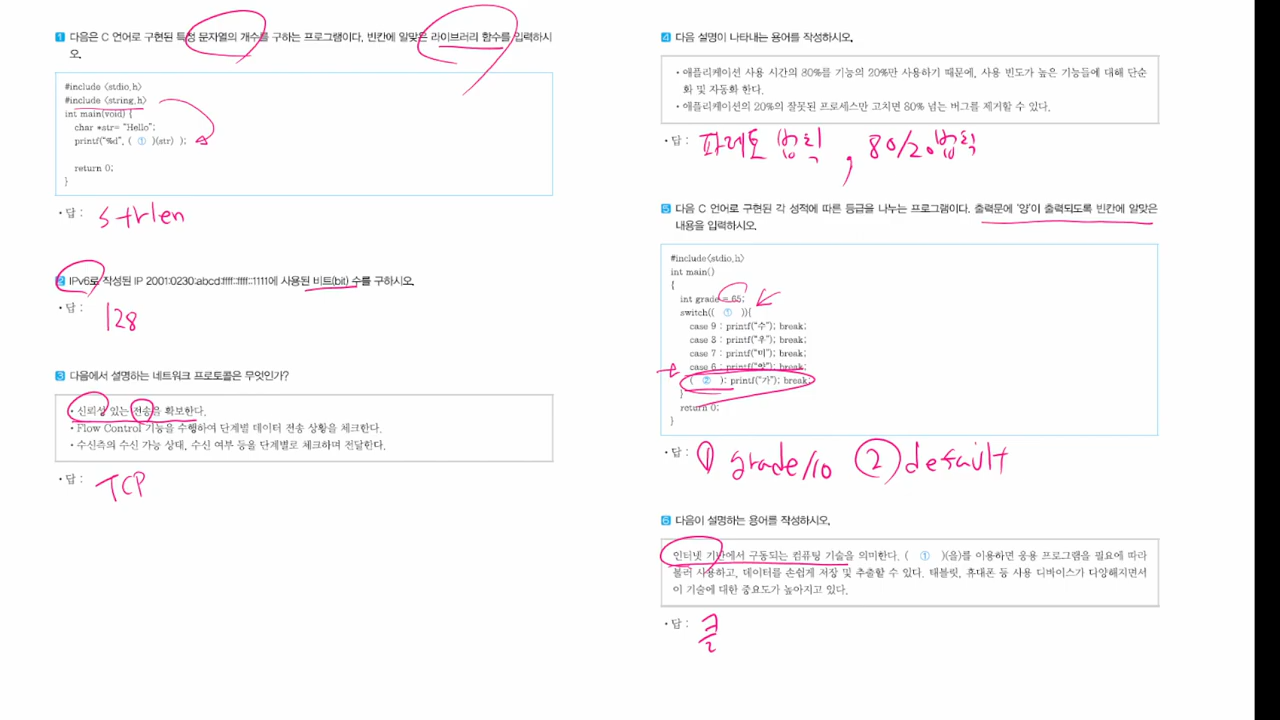 1 다음은 C 언어로 구현된 특정 문자열의 개수를 구하는 프로그램이다. 빈칸에 알맞은 라이브러리 함수를 입력하시
오.
#include <stdio.h>
#include <string.h>
int main(void) {
char *str= "Hello";
printf("%d", ( ① )(str) );
return 0;
}
• 답 : strlen
2 IPv6로 작성된 IP 2001:0230:abcd:ffff::ffff::1111에 사용된 비트(bit) 수를 구하시오.
• 답 : 128
3 다음에서 설명하는 네트워크 프로토콜은 무엇인가?
• 신뢰성 있는 전송을 확보한다.
• Flow Control 기능을 수행하여 단계별 데이터 전송 상황을 체크한다.
• 수신측의 수신 가능 상대, 수신 여부 등을 단계별로 체크하며 전달한다.
• 답 : TCP
4 다음 설명이 나타내는 용어를 작성하시오.
• 애플리케이션 사용 시간의 80%를 기능의 20%만 사용하기 때문에, 사용 빈도가 높은 기능들에 대해 단순
화 및 자동화 한다.
• 애플리케이션의 20%의 잘못된 프로세스만 고치면 80% 넘는 버그를 제거할 수 있다.
• 답 : 파레토 법칙, 80/20법칙
5 다음 C 언어로 구현된 각 성적에 따른 등급을 나누는 프로그램이다. 출력문에 '양'이 출력되도록 빈칸에 알맞은
내용을 입력하시오.
#include<stdio.h>
int main()
{
int grade = 65;
switch(( ① )){
case 9 : printf("수"); break;
case 8 : printf("우"); break;
case 7 : printf("미"); break;
case 6 : printf("양"); break;
( ② ); printf("가"); break;
}
return 0;
}
• 답 : ① grade/10 ② default
6 다음이 설명하는 용어를 작성하시오.
인터넷 기반에서 구동되는 컴퓨팅 기술을 의미한다. ( ① )(을)를 이용하면 응용 프로그램을 필요에 따라
불러 사용하고, 데이터를 손쉽게 저장 및 추출할 수 있다. 태블릿, 휴대폰 등 사용 디바이스가 다양해지면서
이 기술에 대한 중요도가 높아지고 있다.
• 답 : 클